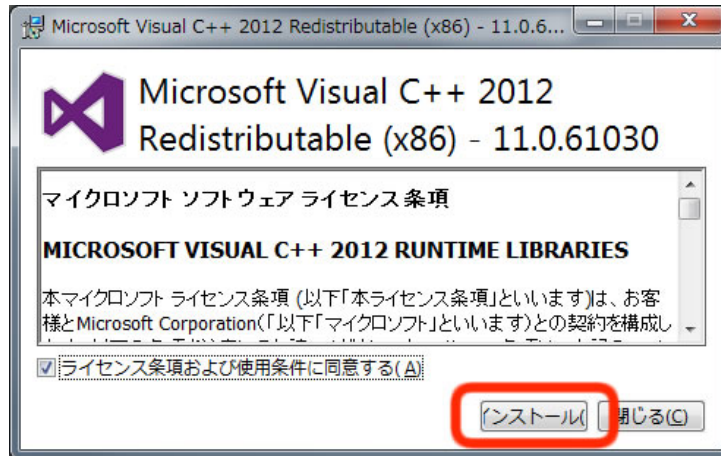 Microsoft Visual C++ 2012 Redistributable (x86) - 11.0.6...
Microsoft Visual C++ 2012
Redistributable (x86) - 11.0.61030
マイクロソフト ソフトウェア ライセンス条項
MICROSOFT VISUAL C++ 2012 RUNTIME LIBRARIES
本マイクロソフト ライセンス条項 (以下「本ライセンス条項」といいます)は、お客
様とMicrosoft Corporation(「以下「マイクロソフト」といいます)との契約を構成し
ライセンス条項および使用条件に同意する(A)
インストール(
閉じる(C)